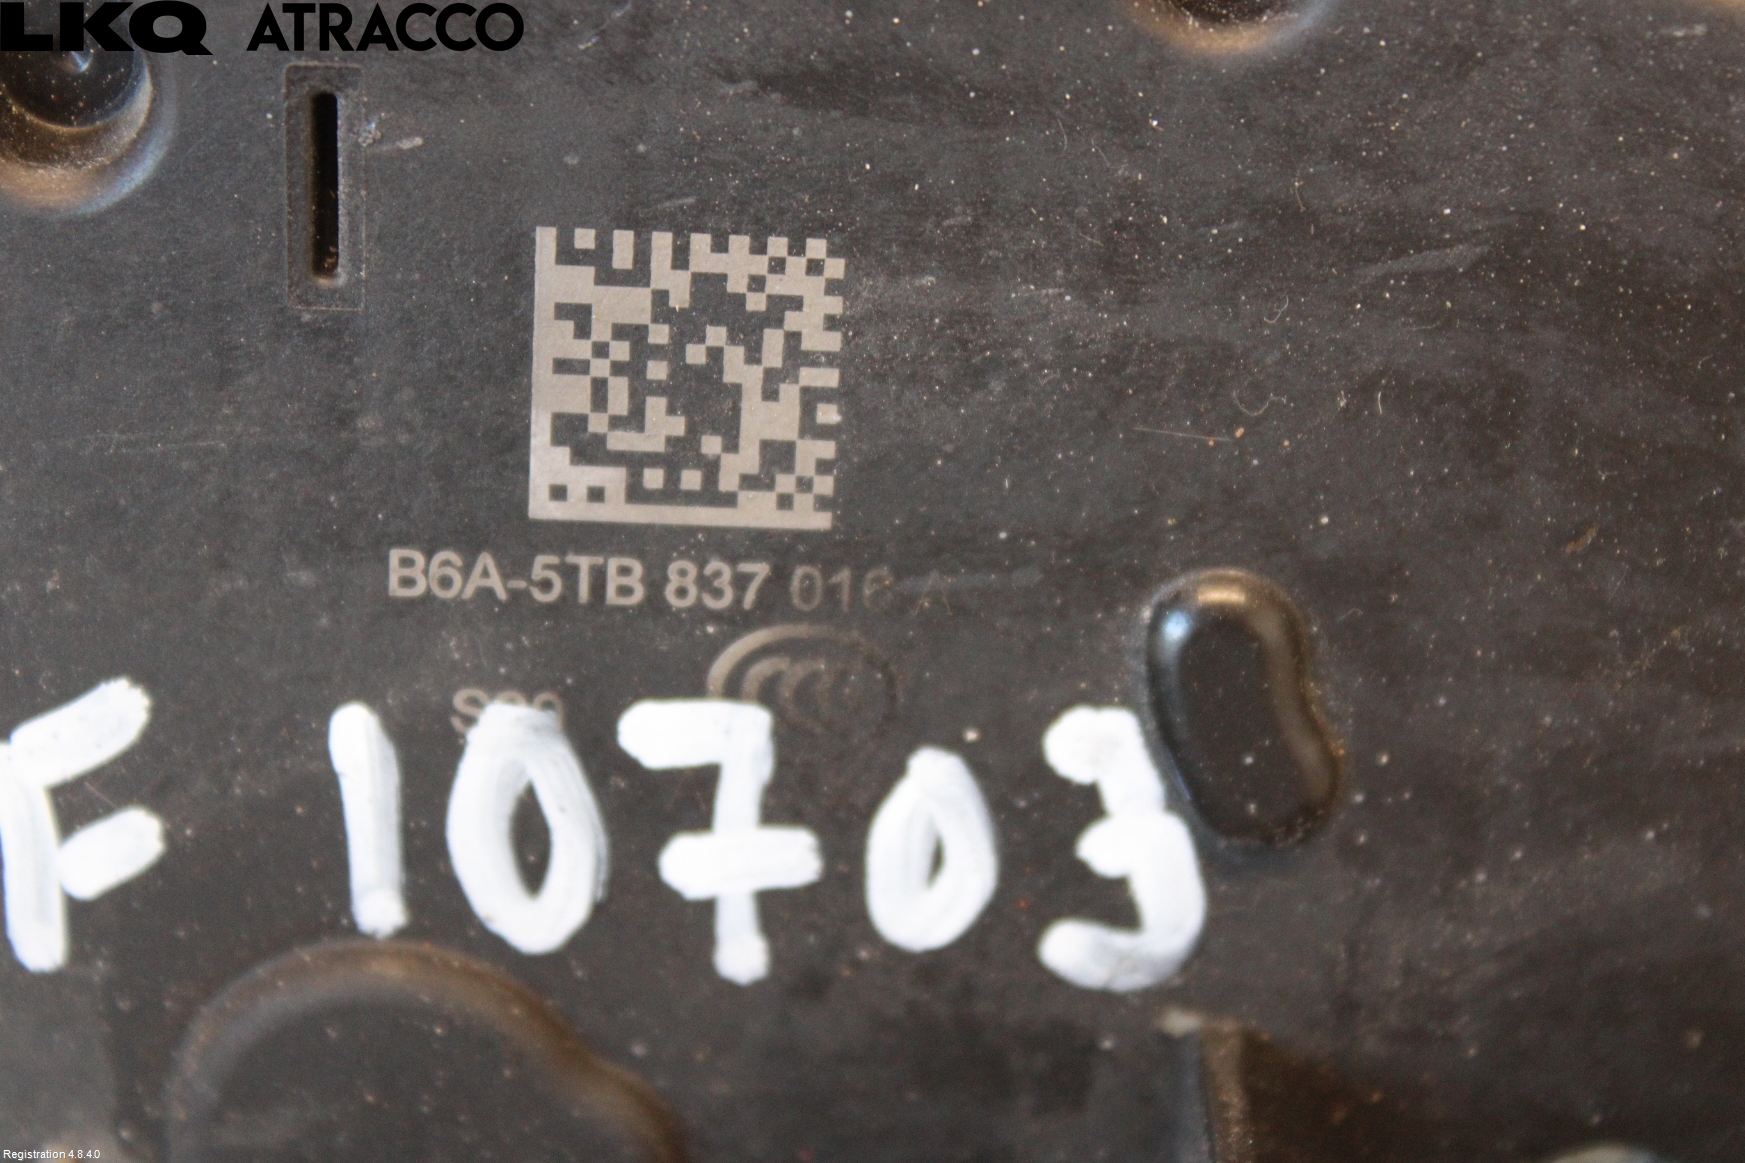 LKQ ATRACCO
B6A-5TB 837 016 A
F 10703
Registration 4.8.4.0